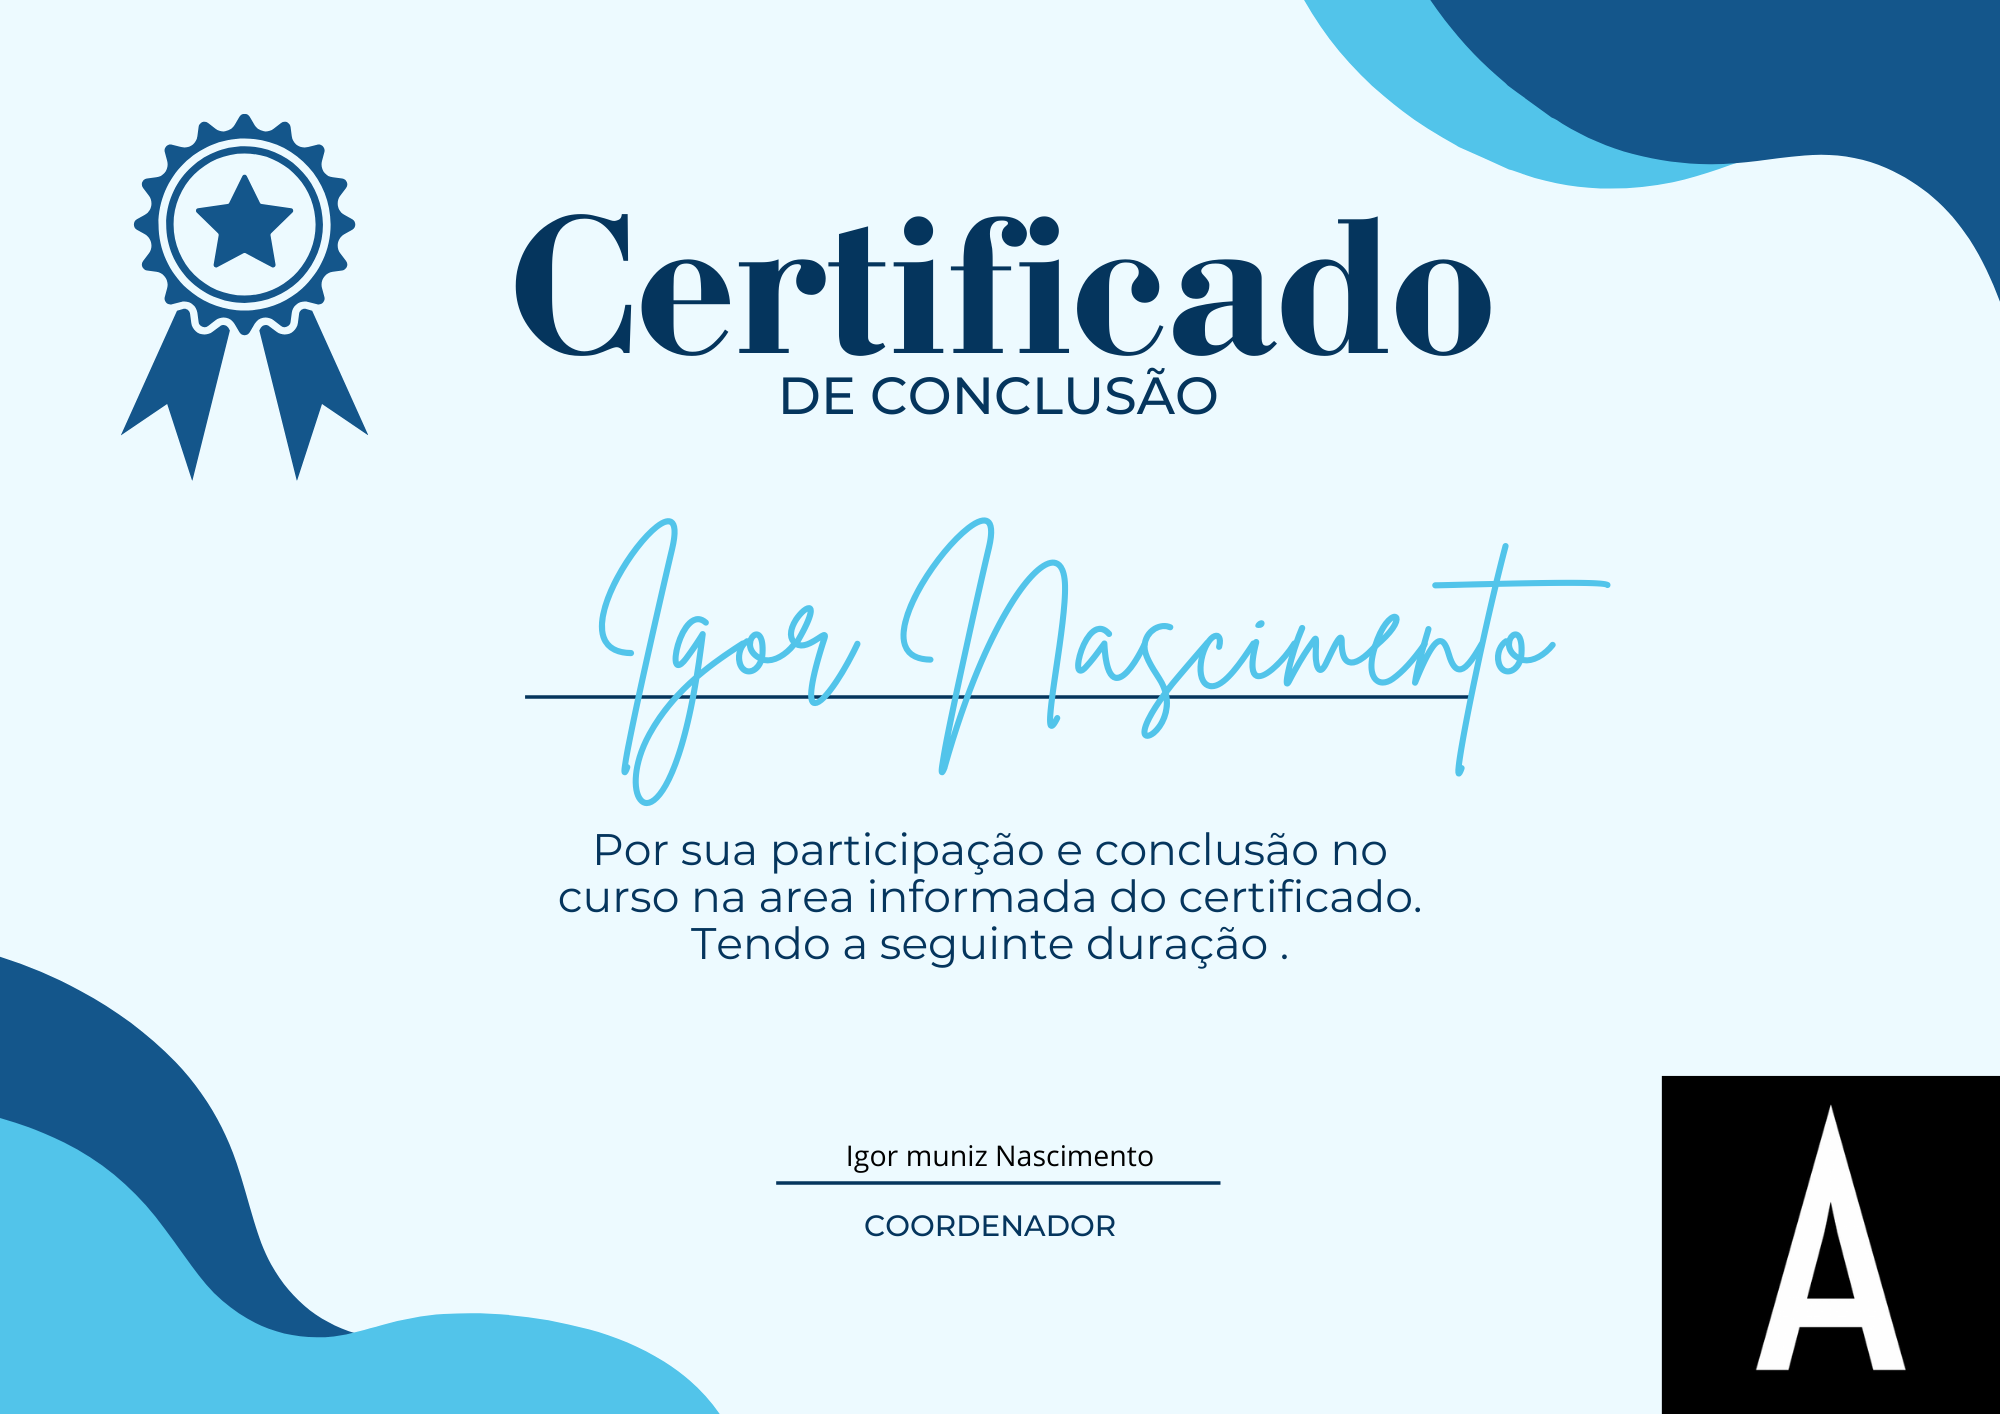 Certificado
DE CONCLUSÃO
Igor Nascimento
Por sua participação e conclusão no
curso na area informada do certificado.
Tendo a seguinte duração .
Igor muniz Nascimento
COORDENADOR
A